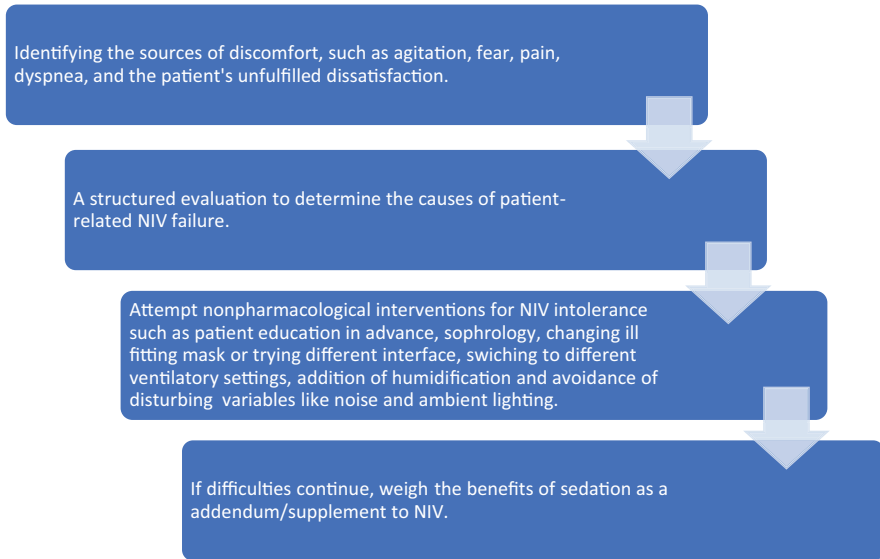 Identifying the sources of discomfort, such as agitation, fear, pain,
dyspnea, and the patient's unfulfilled dissatisfaction.
A structured evaluation to determine the causes of patient-
related NIV failure.
Attempt nonpharmacological interventions for NIV intolerance
such as patient education in advance, sophrology, changing ill
fitting mask or trying different interface, swiching to different
ventilatory settings, addition of humidification and avoidance of
disturbing variables like noise and ambient lighting.
If difficulties continue, weigh the benefits of sedation as a
addendum/supplement to NIV.